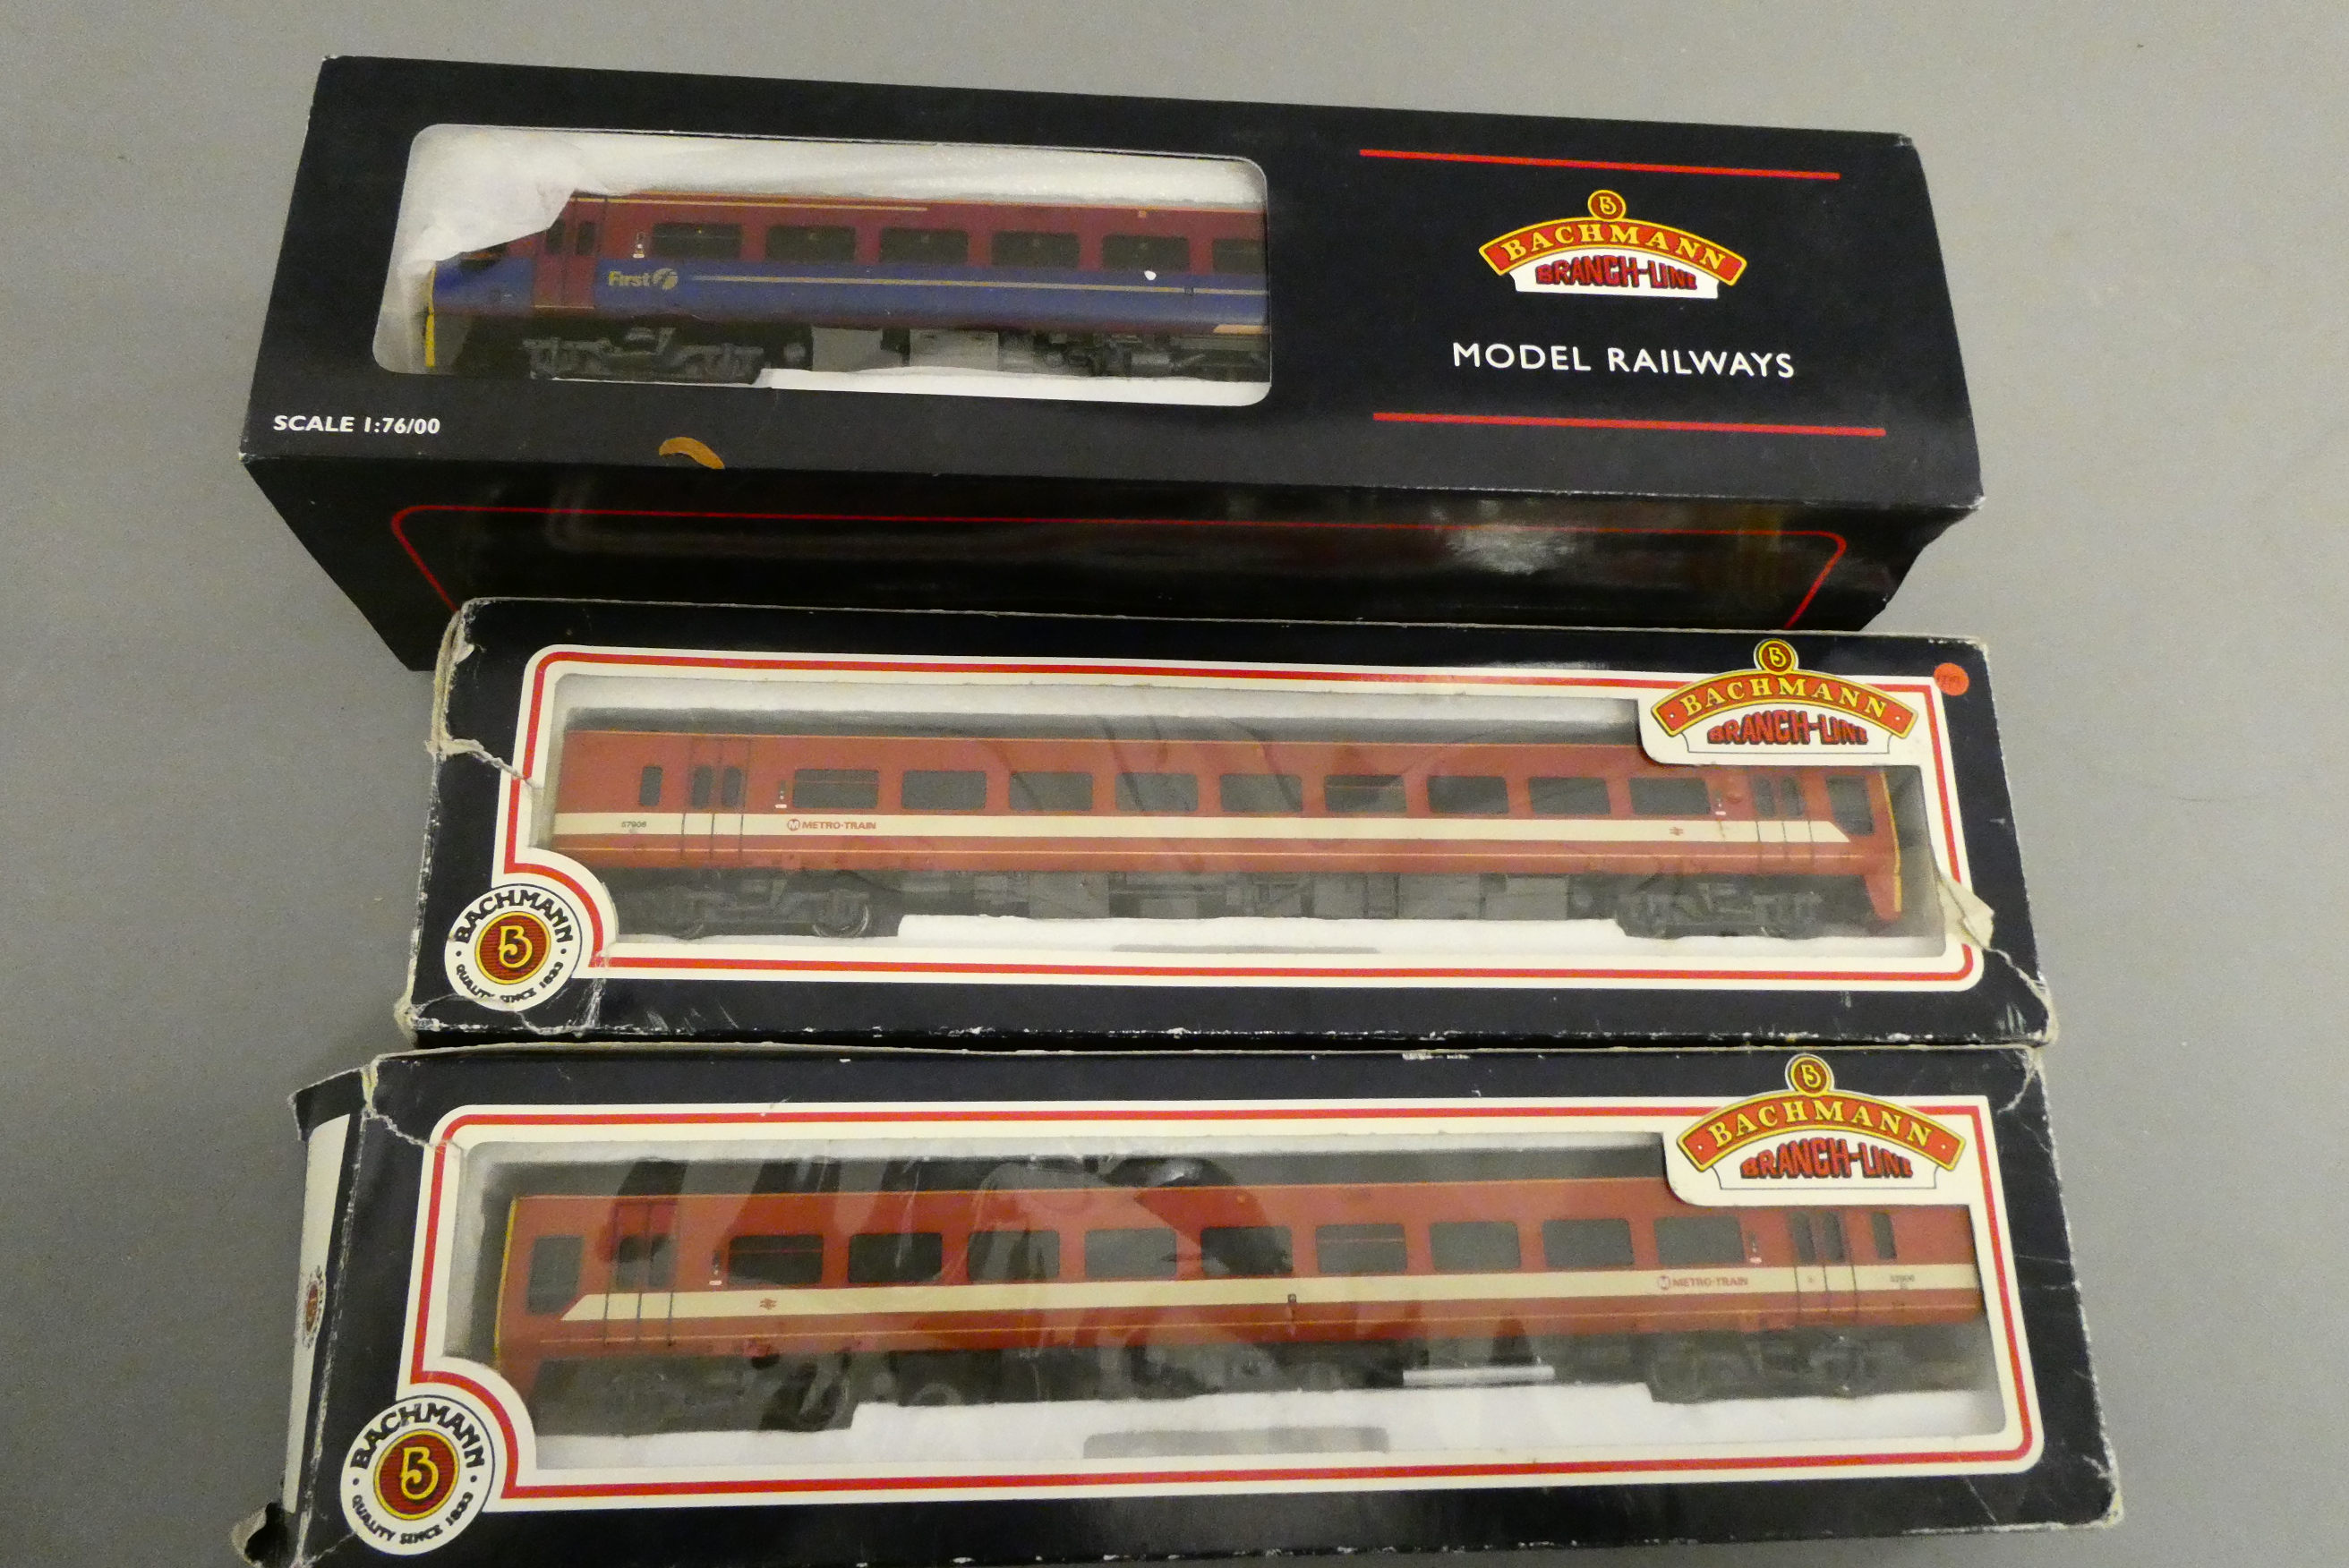 BACHMANN
BRANCH-LINE
MODEL RAILWAYS
First
SCALE 1:76/00
BACHMANN
BRANCH-LINE
METRO-TRAIN
BACHMANN
QUALITY SINCE 1833
BACHMANN
BRANCH-LINE
METRO-TRAIN
BACHMANN
QUALITY SINCE 1833